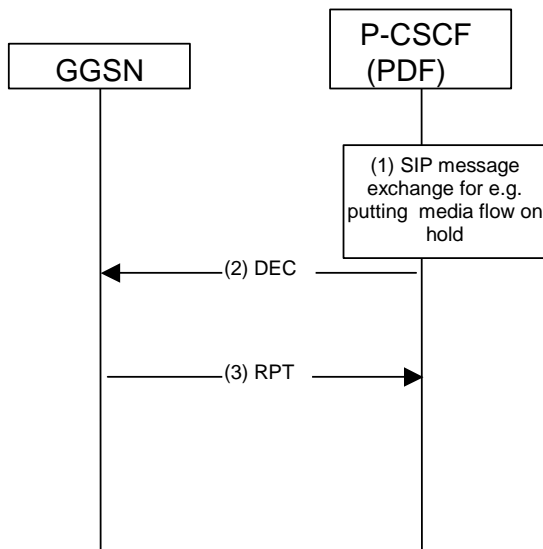 GGSN
P-CSCF
(PDF)
(1) SIP message
exchange for e.g.
putting media flow on
hold
(2) DEC
(3) RPT